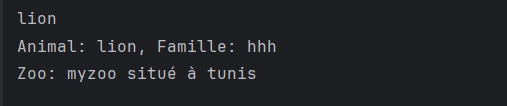 lion
Animal: lion, Famille: hhh
Zoo: myzoo situé à tunis